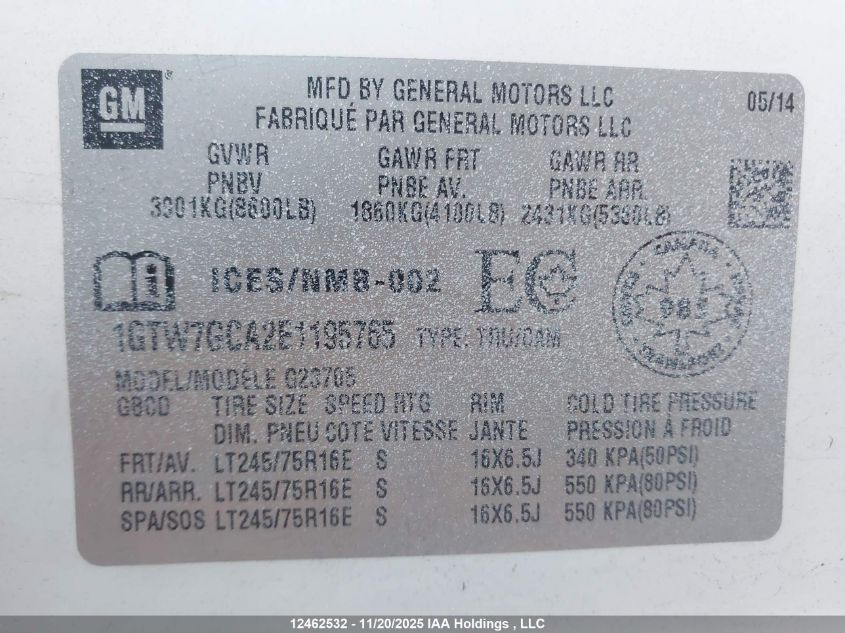 GM
MFD BY GENERAL MOTORS LLC
FABRIQUÉ PAR GENERAL MOTORS LLC
05/14
GVWR GAWR FRT GAWR RR
PNBV PNBE AV. PNBE ARR.
3901KG(8600LB) 1860KG(4100LB) 2431KG(5360LB)
ICES/NMB-002 EC
CANADA
1GTW7GCA2E1195765 TYPE: TRU/CAM
MODEL/MODÈLE G23705
TIRE SIZE SPEED RTG RIM COLD TIRE PRESSURE
DIM. PNEU COTE VITESSE JANTE PRESSION À FROID
FRT/AV. LT245/75R16E S 16X6.5J 340 KPA(50PSI)
RR/ARR. LT245/75R16E S 16X6.5J 550 KPA(80PSI)
SPA/SOS LT245/75R16E S 16X6.5J 550 KPA(80PSI)
12462532 - 11/20/2025 IAA Holdings , LLC